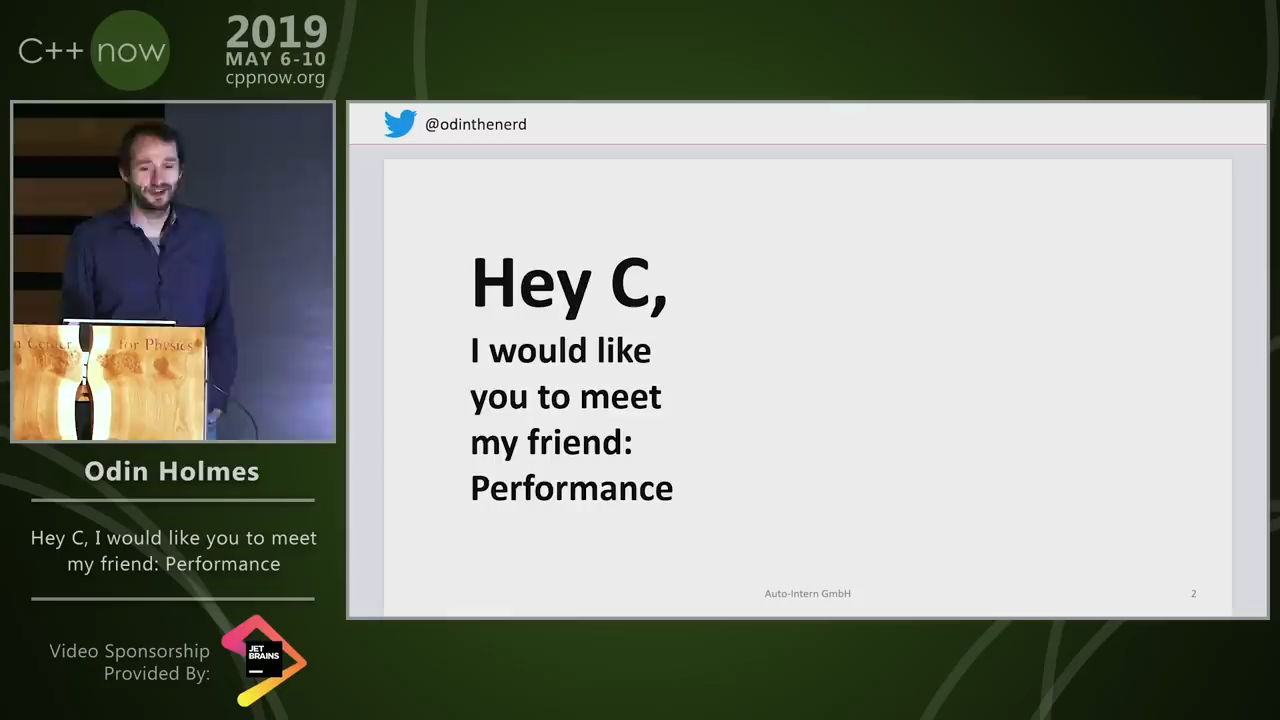 C++ now
2019
MAY 6-10
cppnow.org
@odinthenerd
Hey C,
I would like
you to meet
my friend:
Performance
Auto-Intern GmbH
2
n Center for Physics
Odin Holmes
Hey C, I would like you to meet
my friend: Performance
Video Sponsorship
Provided By:
JET
BRAINS